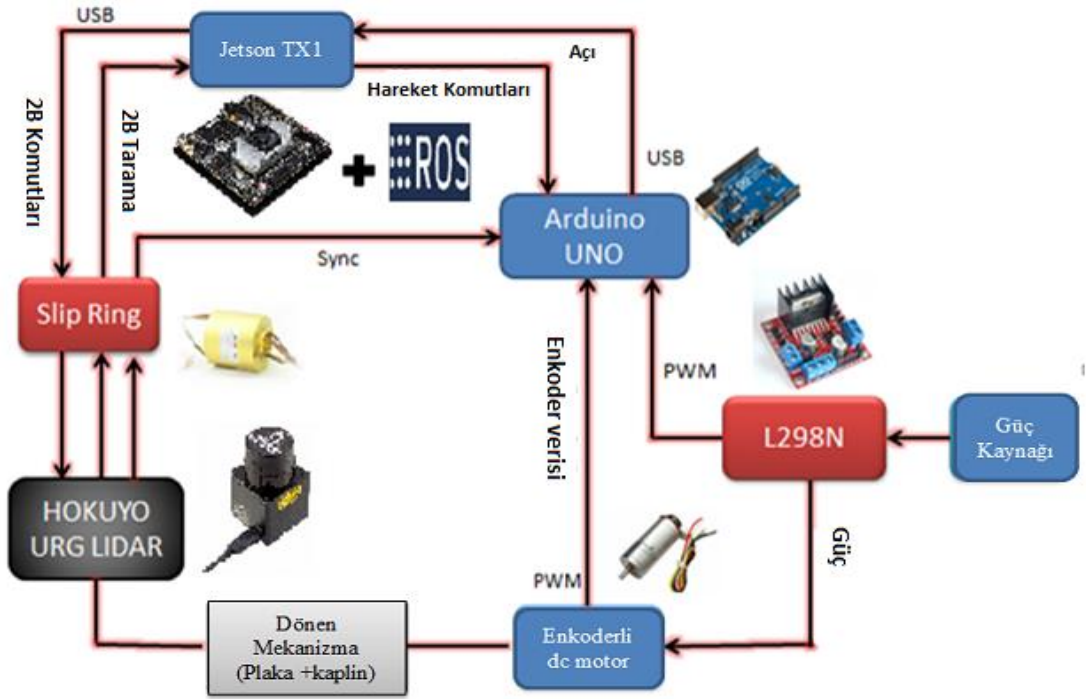 USB
Jetson TX1
Açı
Hareket Komutları
2B Komutları
2B Tarama
ROS
USB
Arduino
UNO
Sync
Slip Ring
Enkoder verisi
PWM
L298N
Güç
Kaynağı
HOKUYO
URG LIDAR
Güç
PWM
Dönen
Mekanizma
(Plaka +kaplin)
Enkoderli
dc motor